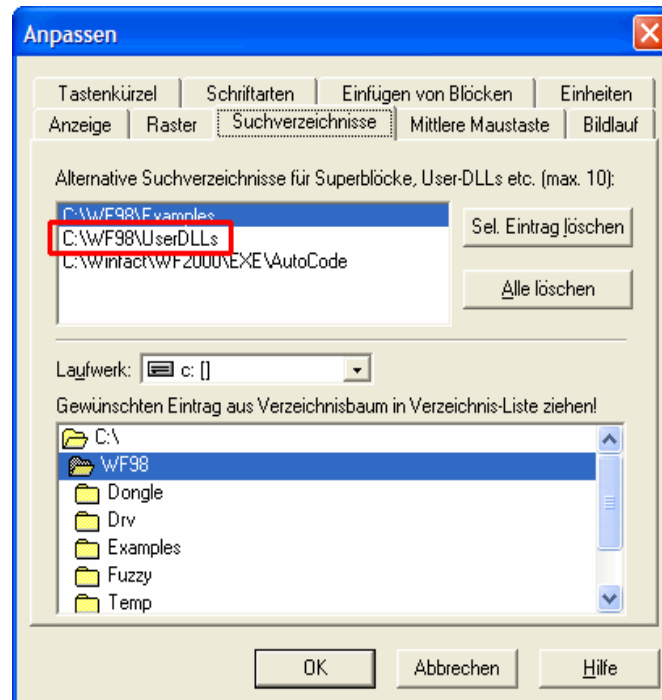 Anpassen
Tastenkürzel Schriftarten Einfügen von Blöcken Einheiten
Anzeige Raster Suchverzeichnisse Mittlere Maustaste Bildlauf
Alternative Suchverzeichnisse für Superblöcke, User-DLLs etc. (max. 10):
C:\WF98\Examples
C:\WF98\UserDLLs
C:\Winfact\WF2000\EXE\AutoCode
Sel. Eintrag löschen
Alle löschen
Laufwerk: c: []
Gewünschten Eintrag aus Verzeichnisbaum in Verzeichnis-Liste ziehen!
C:\
WF98
Dongle
Drv
Examples
Fuzzy
Temp
OK Abbrechen Hilfe